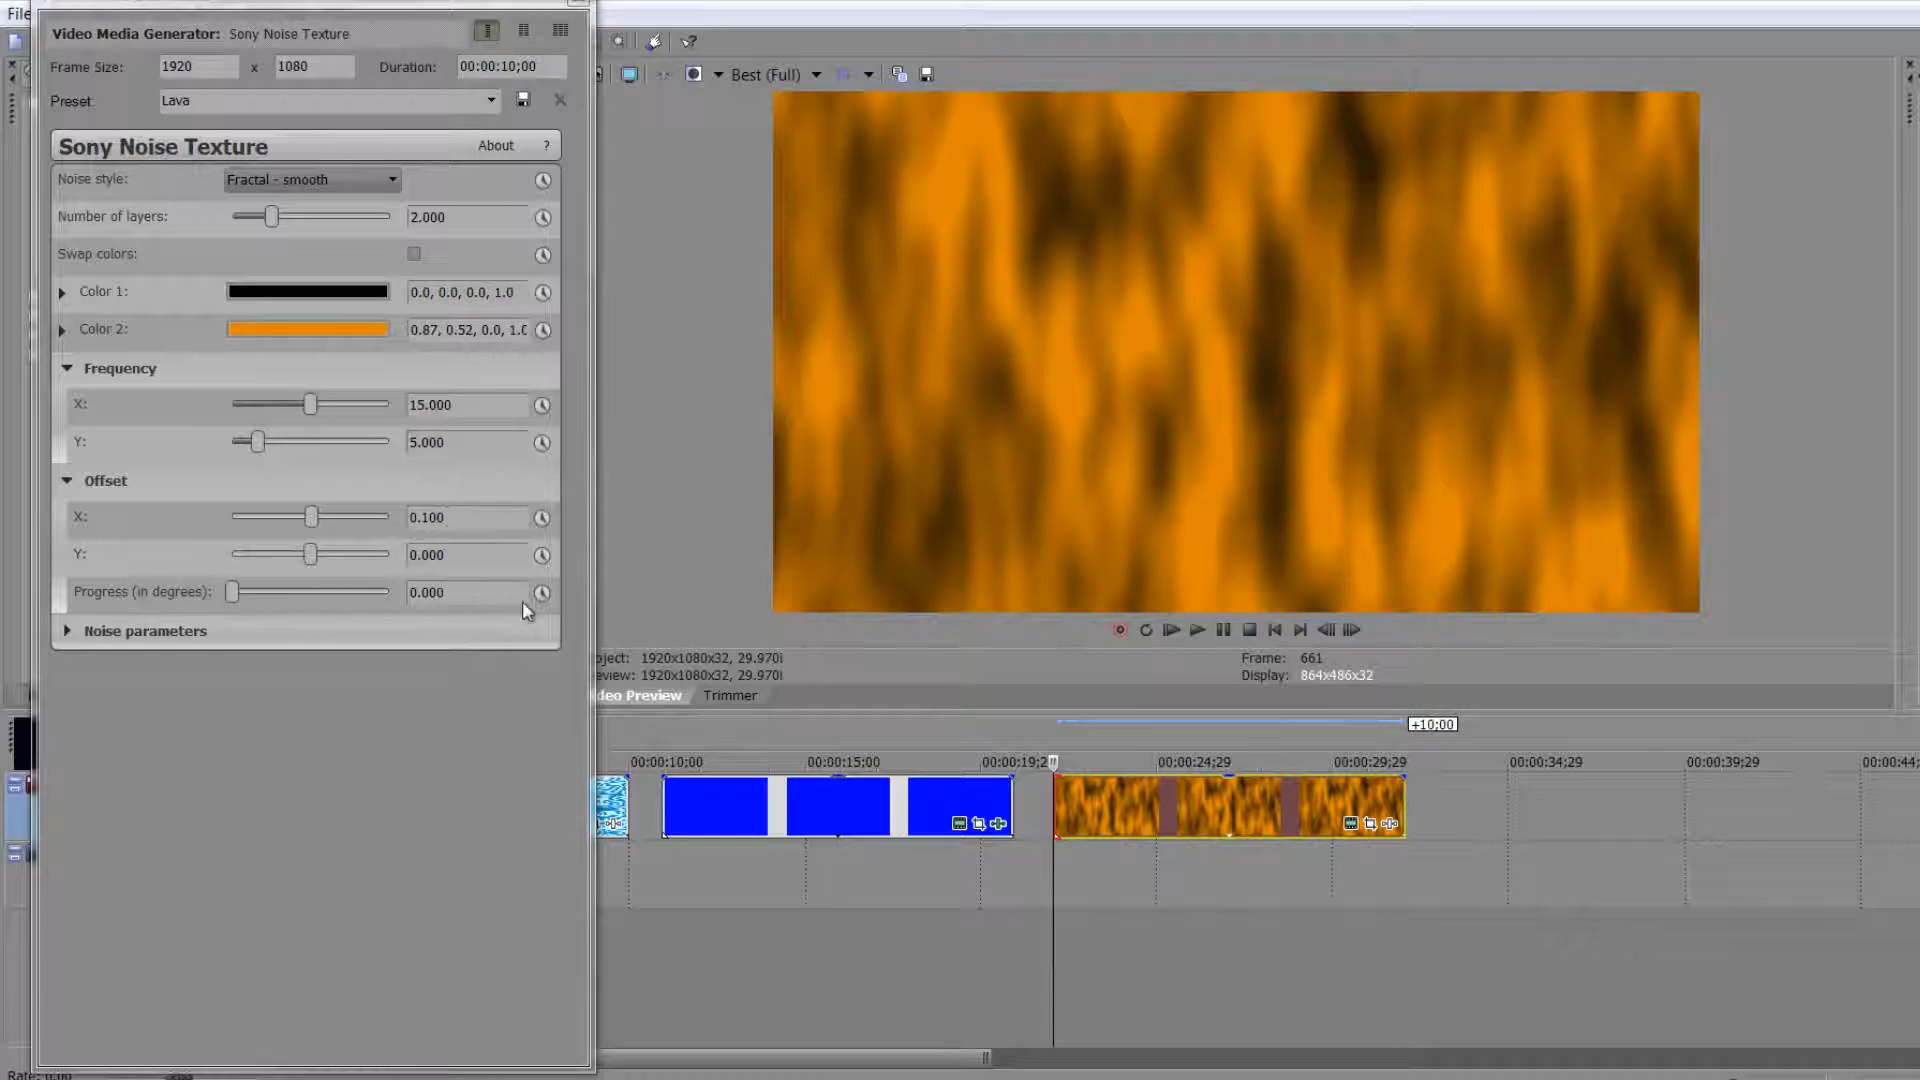 File
Video Media Generator: Sony Noise Texture
Frame Size: 1920 x 1080 Duration: 00:00:10;00
Preset: Lava
Best (Full)
Sony Noise Texture About ?
Noise style: Fractal - smooth
Number of layers: 2.000
Swap colors:
Color 1: 0.0, 0.0, 0.0, 1.0
Color 2: 0.87, 0.52, 0.0, 1.0
Frequency
X: 15.000
Y: 5.000
Offset
X: 0.100
Y: 0.000
Progress (in degrees): 0.000
Noise parameters
oject: 1920x1080x32, 29.970i
eview: 1920x1080x32, 29.970i
Frame: 661
Display: 864x486x32
deo Preview Trimmer
+10;00
00:00:10;00 00:00:15;00 00:00:19;2 00:00:24;29 00:00:29;29 00:00:34;29 00:00:39;29 00:00:44;
Rate: 0.00